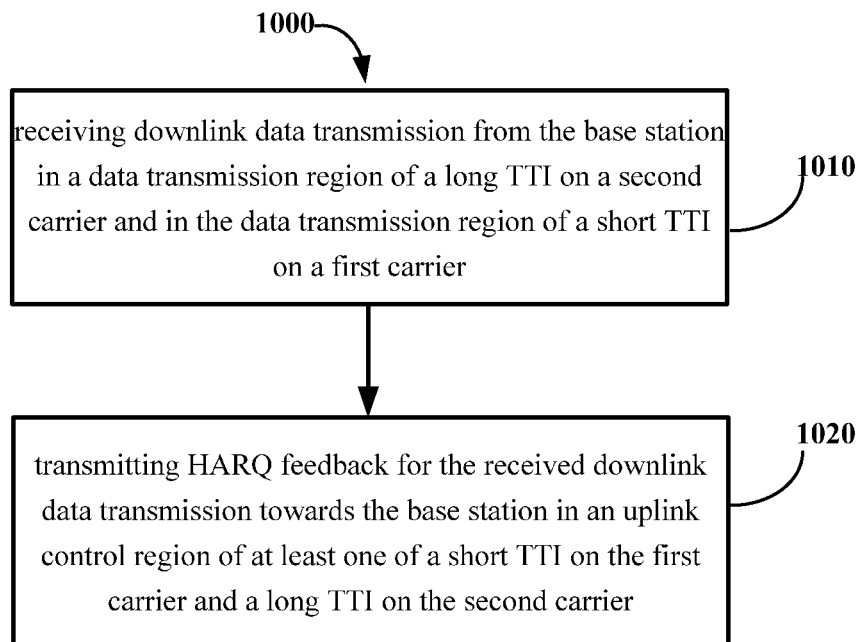 1000
receiving downlink data transmission from the base station
in a data transmission region of a long TTI on a second
carrier and in the data transmission region of a short TTI
on a first carrier
1010
transmitting HARQ feedback for the received downlink
data transmission towards the base station in an uplink
control region of at least one of a short TTI on the first
carrier and a long TTI on the second carrier
1020